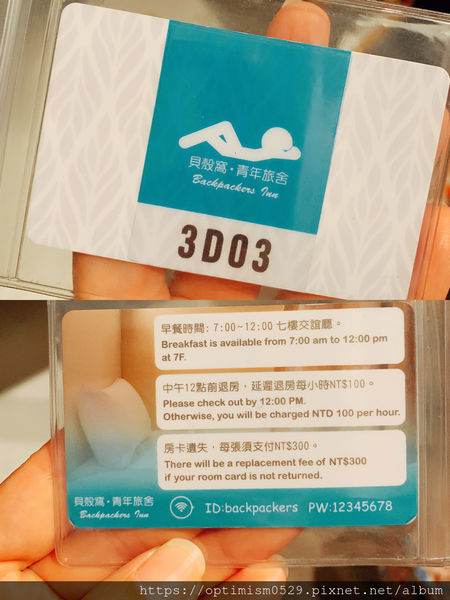 貝殼窩·青年旅舍
Backpackers Inn
3D03
早餐時間: 7:00~12:00 七樓交誼廳。
Breakfast is available from 7:00 am to 12:00 pm
at 7F.
中午12點前退房，延遲退房每小時NT$100。
Please check out by 12:00 PM.
Otherwise, you will be charged NTD 100 per hour.
房卡遺失，每張須支付NT$300。
There will be a replacement fee of NT$300
if your room card is not returned.
貝殼窩·青年旅舍
Backpackers Inn
ID:backpackers PW:12345678
https://optimism0529.pixnet.net/album